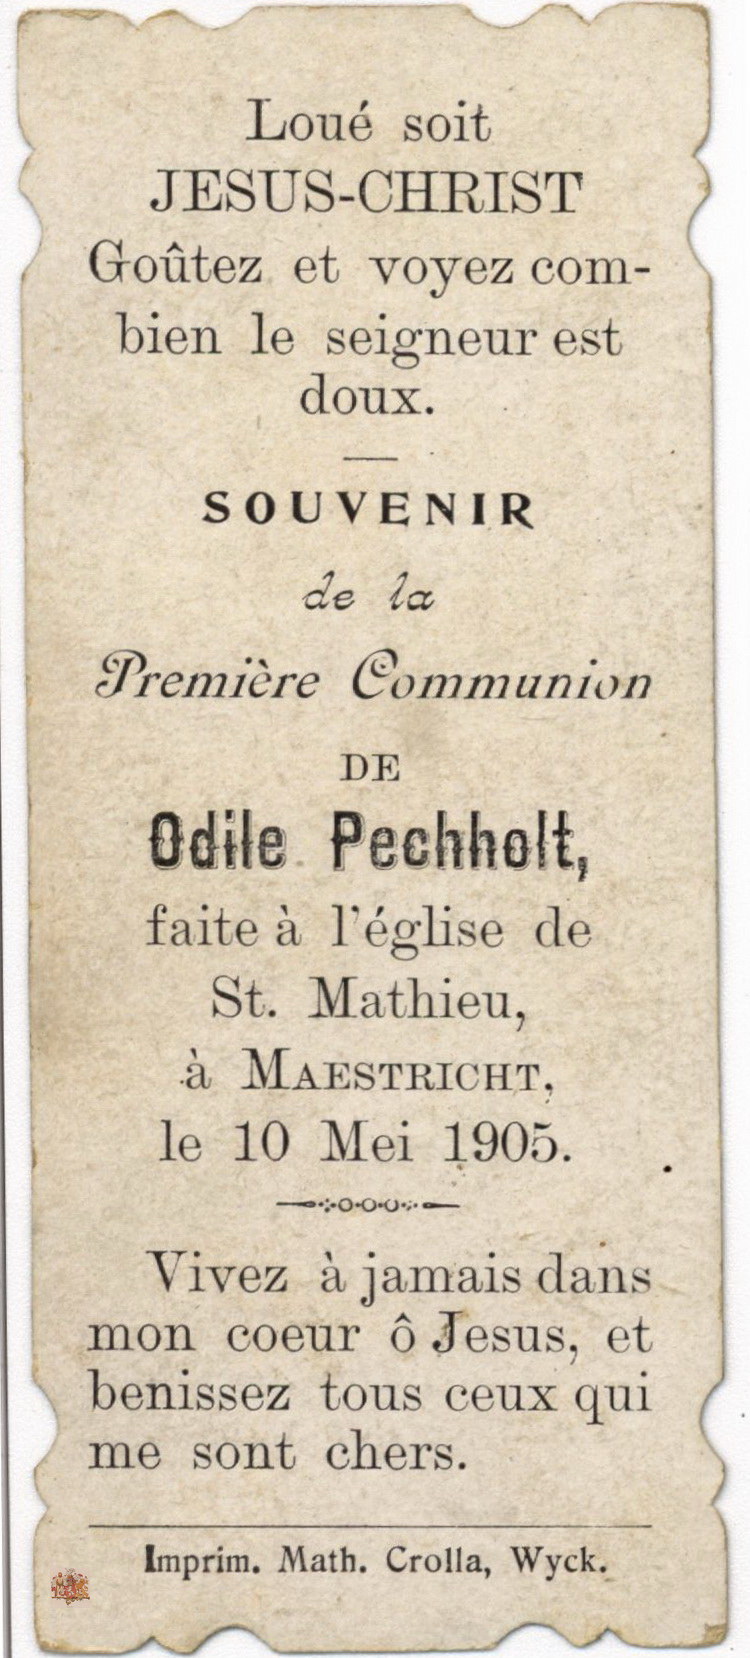 Loué soit
JESUS-CHRIST
Goûtez et voyez com-
bien le seigneur est
doux.
SOUVENIR
de la
Première Communion
DE
Odile Pechholt,
faite à l'église de
St. Mathieu,
à MAESTRICHT,
le 10 Mei 1905.
Vivez à jamais dans
mon coeur ô Jesus, et
benissez tous ceux qui
me sont chers.
Imprim. Math. Crolla, Wyck.